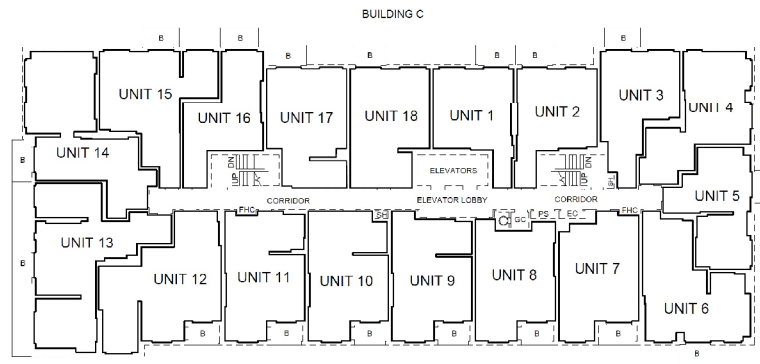 BUILDING C
B
B
B
B
B
B
B
UNIT 15
UNIT 16
UNIT 17
UNIT 18
UNIT 1
UNIT 2
UNIT 3
UNIT 4
UNIT 14
B
UP
DN
ELEVATORS
UP
DN
UNIT 5
CORRIDOR
ELEVATOR LOBBY
CORRIDOR
FHC
SH
GC
PS
EC
FHC
UNIT 13
B
UNIT 12
UNIT 11
UNIT 10
UNIT 9
UNIT 8
UNIT 7
UNIT 6
B
B
B
B
B
B
B